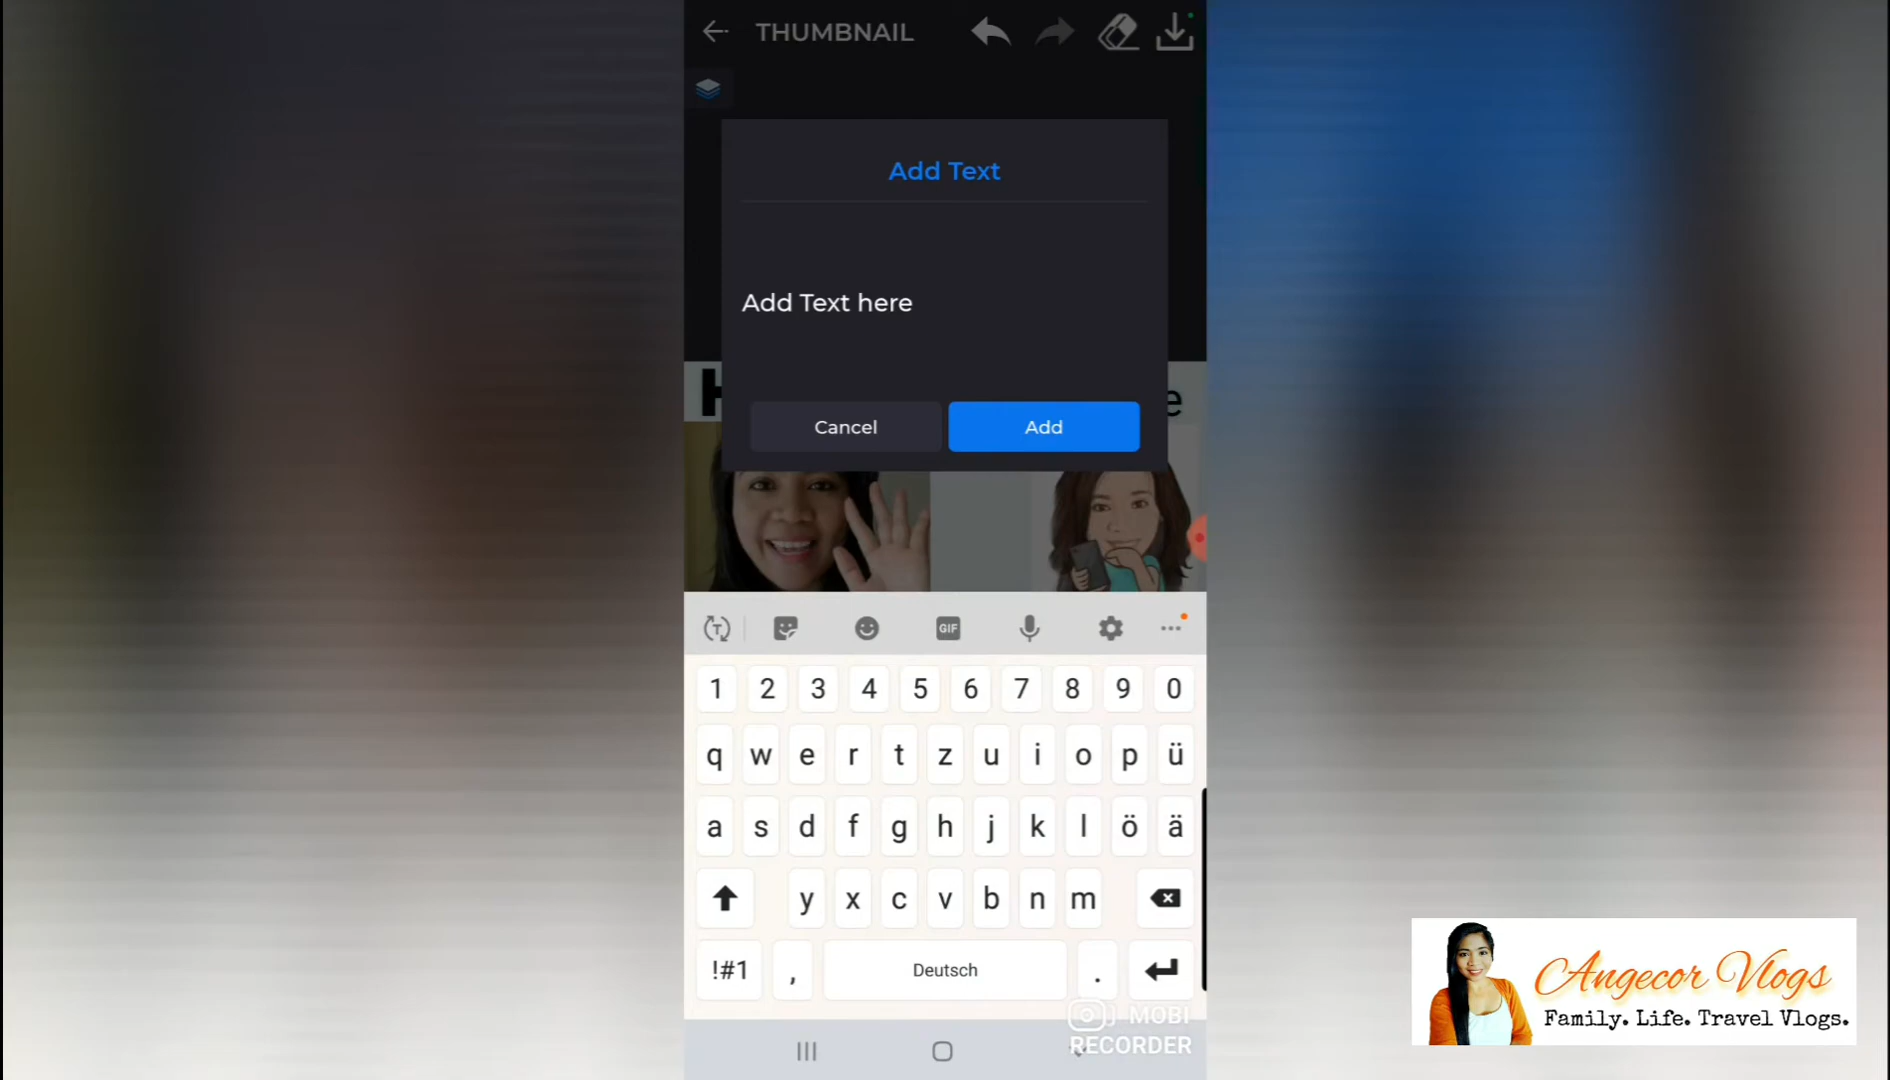 THUMBNAIL
Add Text
Add Text here
H
e
Cancel
Add
GIF
1 2 3 4 5 6 7 8 9 0
q w e r t z u i o p ü
a s d f g h j k l ö ä
y x c v b n m
!#1 , Deutsch .
MOBI
RECORDER
Angecor Vlogs
Family. Life. Travel Vlogs.